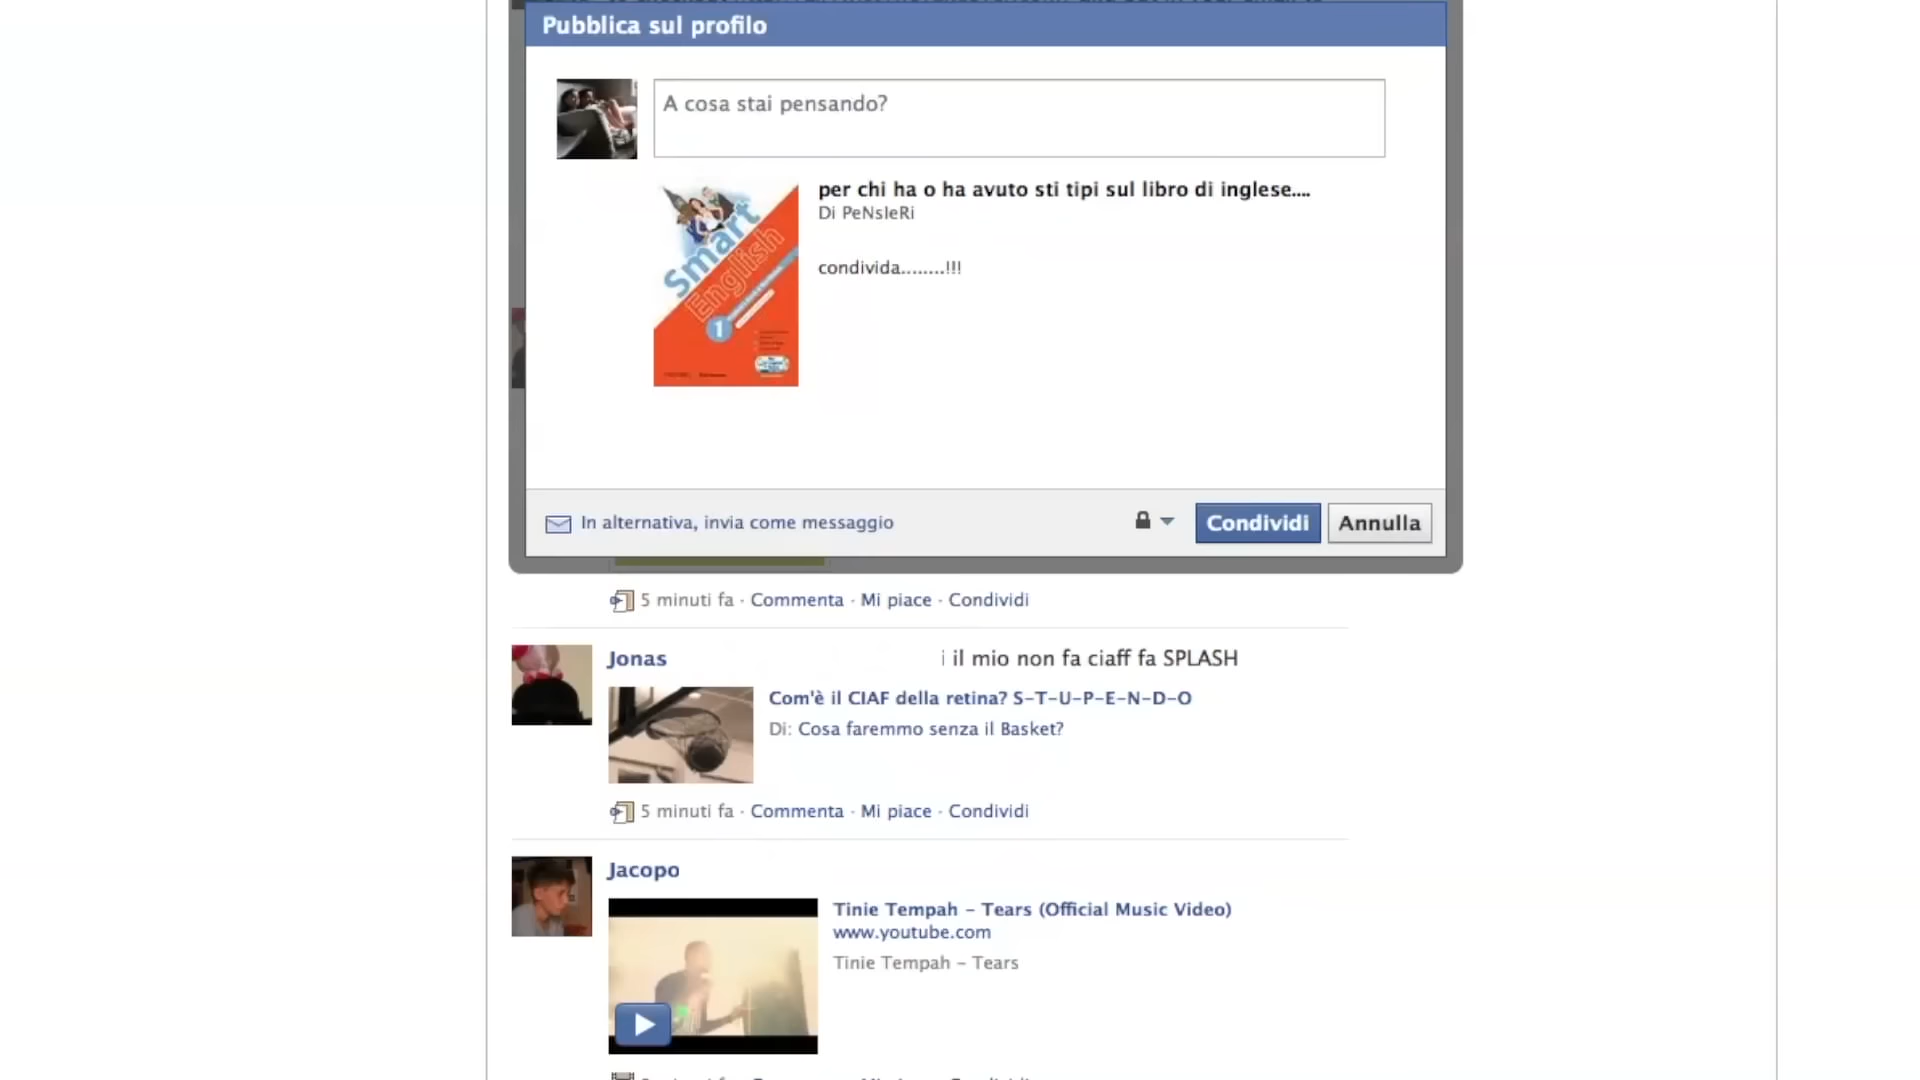 Pubblica sul profilo
A cosa stai pensando?
per chi ha o ha avuto sti tipi sul libro di inglese....
Di PeNsIeRi
condivida........!!!
Smart
English
1
In alternativa, invia come messaggio
Condividi
Annulla
5 minuti fa · Commenta · Mi piace · Condividi
Jonas
i il mio non fa ciaff fa SPLASH
Com'è il CIAF della retina? S-T-U-P-E-N-D-O
Di: Cosa faremmo senza il Basket?
5 minuti fa · Commenta · Mi piace · Condividi
Jacopo
Tinie Tempah - Tears (Official Music Video)
www.youtube.com
Tinie Tempah - Tears